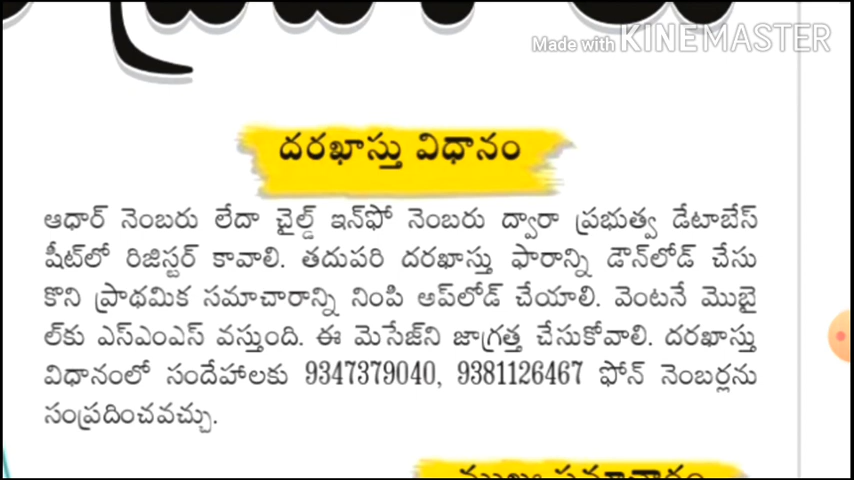 Made with KINEMASTER
దరఖాస్తు విధానం
ఆధార్ నెంబరు లేదా చైల్డ్ ఇన్‌ఫో నెంబరు ద్వారా ప్రభుత్వ డేటాబేస్
షీట్‌లో రిజిస్టర్ కావాలి. తదుపరి దరఖాస్తు ఫారాన్ని డౌన్‌లోడ్ చేసు
కొని ప్రాథమిక సమాచారాన్ని నింపి అప్‌లోడ్ చేయాలి. వెంటనే మొబై
ల్‌కు ఎస్ఎంఎస్ వస్తుంది. ఈ మెసేజ్‌ని జాగ్రత్త చేసుకోవాలి. దరఖాస్తు
విధానంలో సందేహాలకు 9347379040, 9381126467 ఫోన్ నెంబర్లను
సంప్రదించవచ్చు.